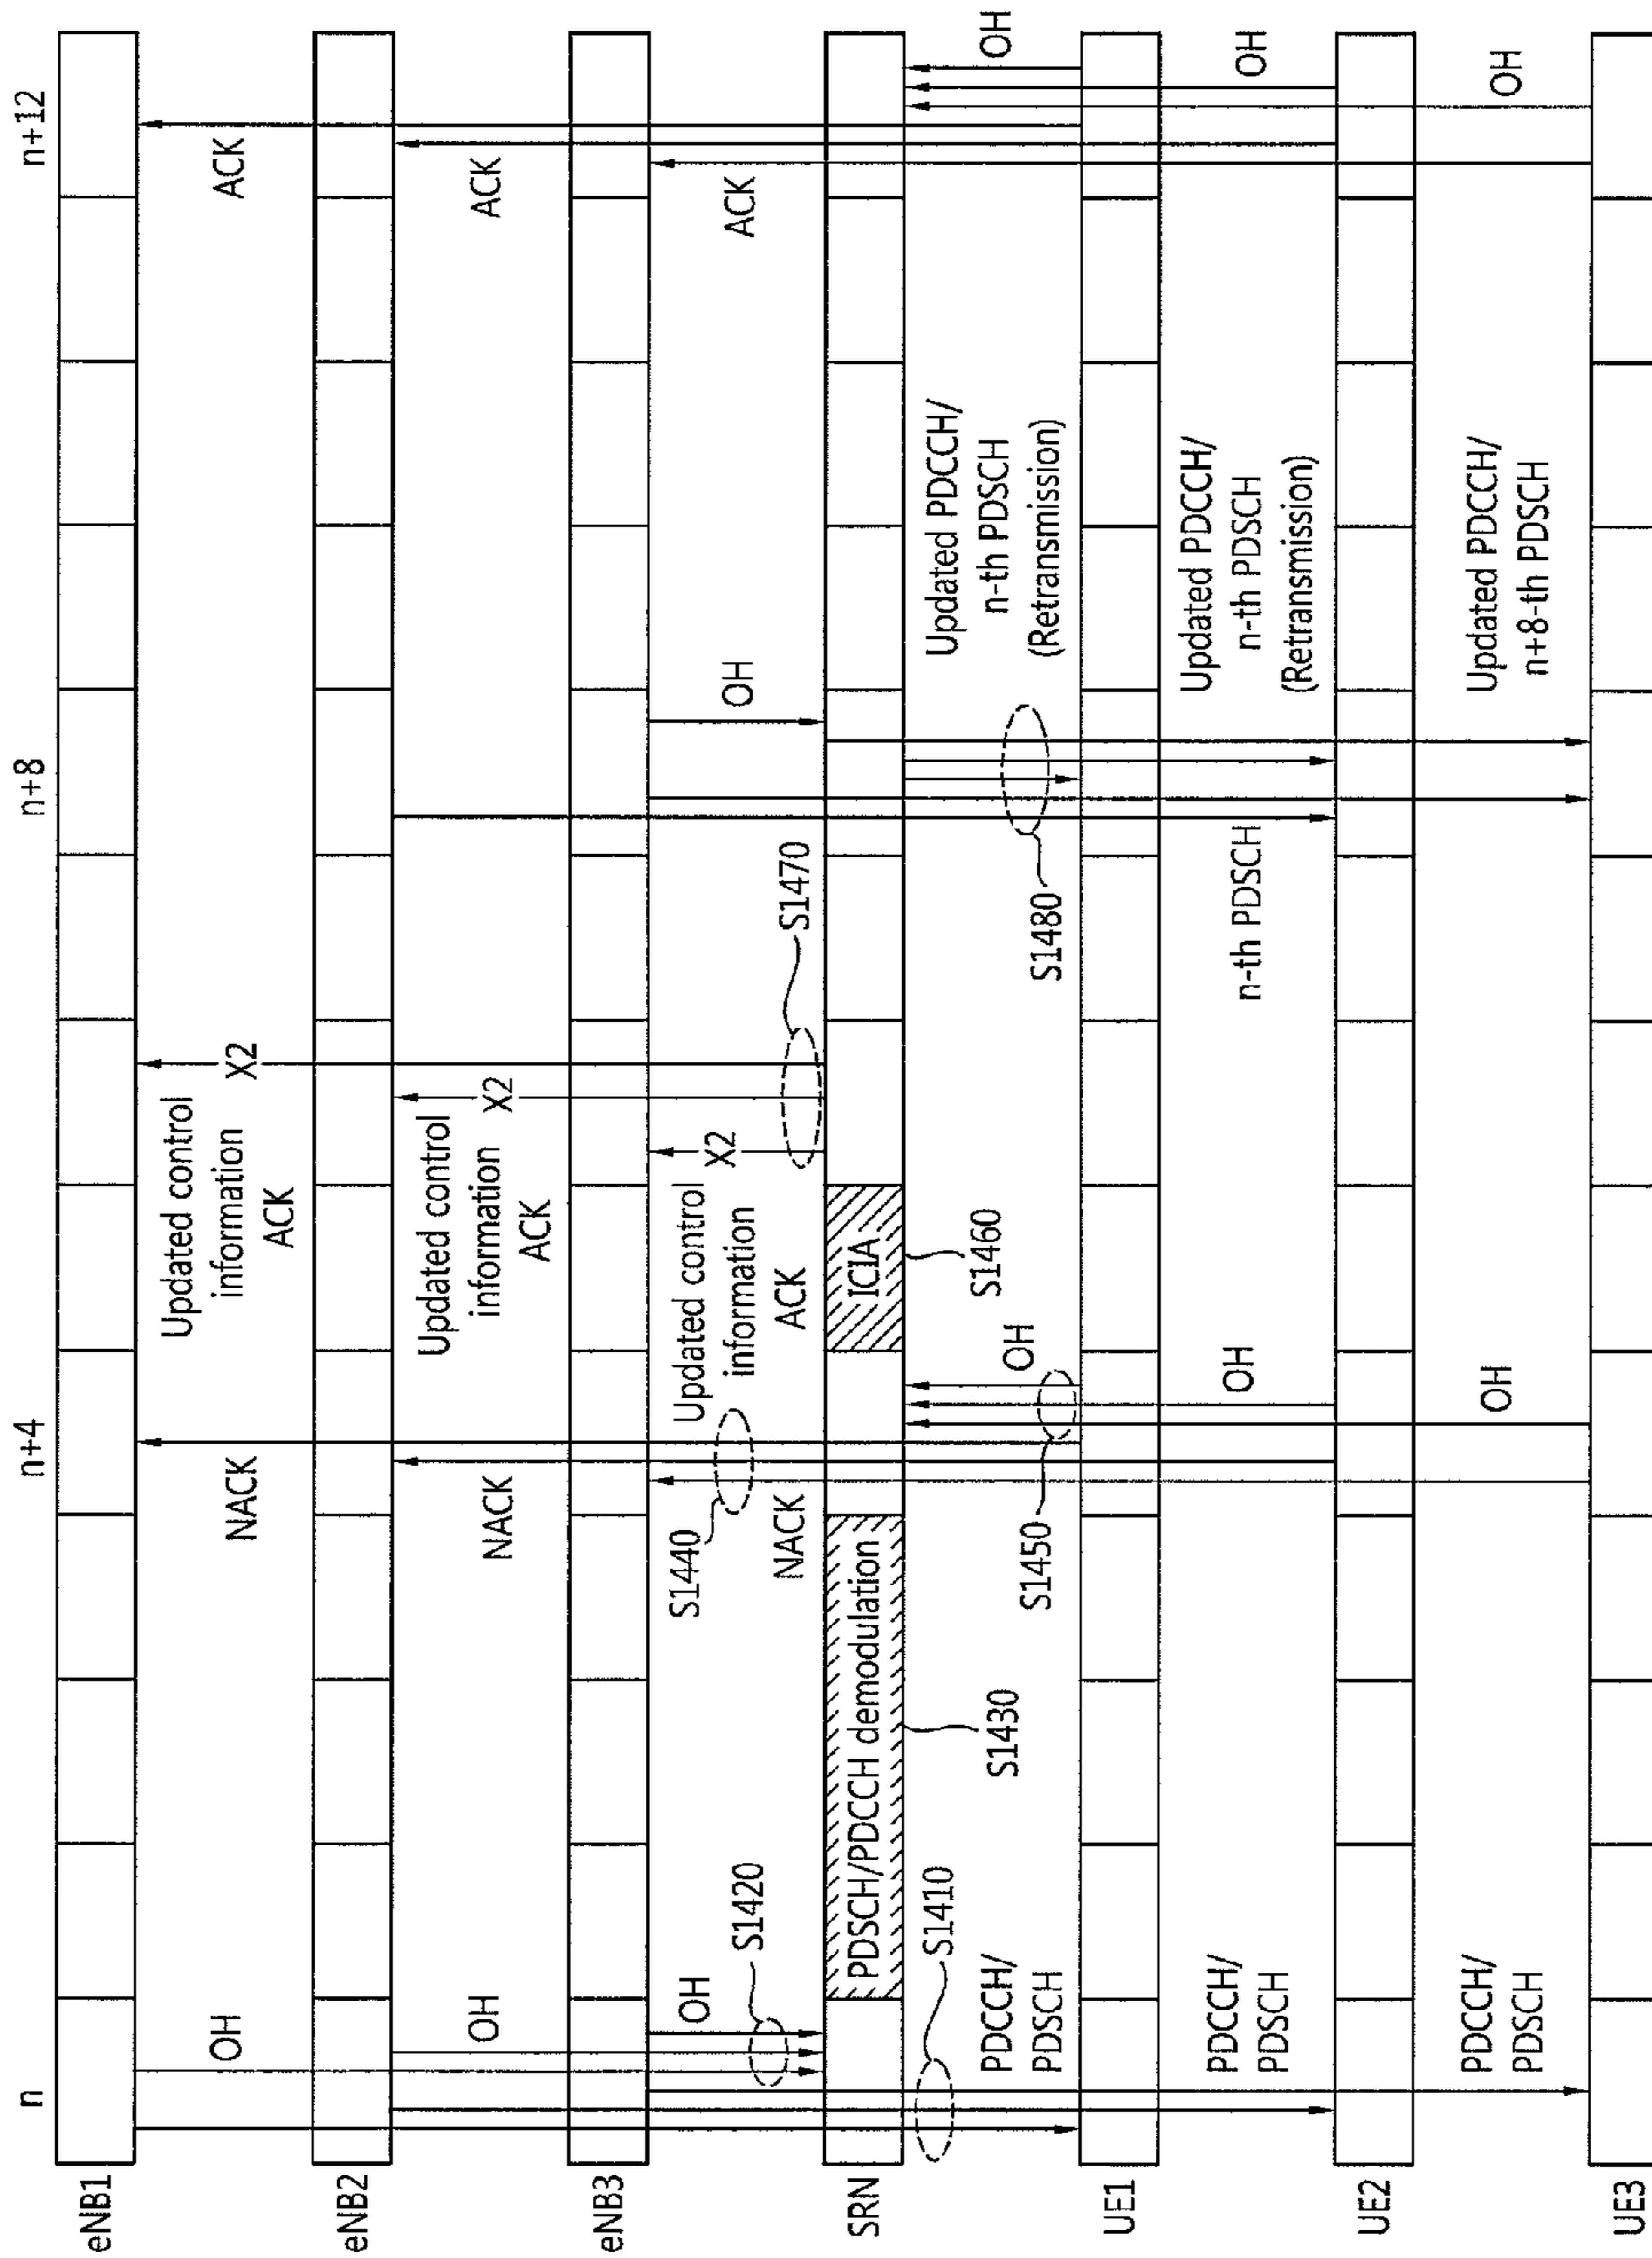 n
n+4
n+8
n+12
eNB1
OH
NACK
Updated control
information
ACK
X2
ACK
eNB2
OH
NACK
Updated control
information
ACK
X2
ACK
eNB3
OH
S1420
S1440
NACK
Updated control
information
ACK
X2
S1470
OH
ACK
SRN
PDSCH/PDCCH demodulation
ICIA
S1410
PDCCH/
PDSCH
S1430
S1450
OH
S1460
S1480
Updated PDCCH/
n-th PDSCH
(Retransmission)
OH
UE1
PDCCH/
PDSCH
OH
n-th PDSCH
Updated PDCCH/
n-th PDSCH
(Retransmission)
OH
UE2
PDCCH/
PDSCH
OH
Updated PDCCH/
n+8-th PDSCH
OH
UE3